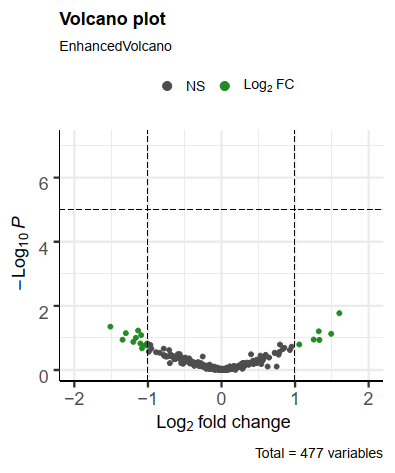 Volcano plot
EnhancedVolcano
NS Log₂ FC
6
4
2
0
−Log₁₀ P
−2 −1 0 1 2
Log₂ fold change
Total = 477 variables